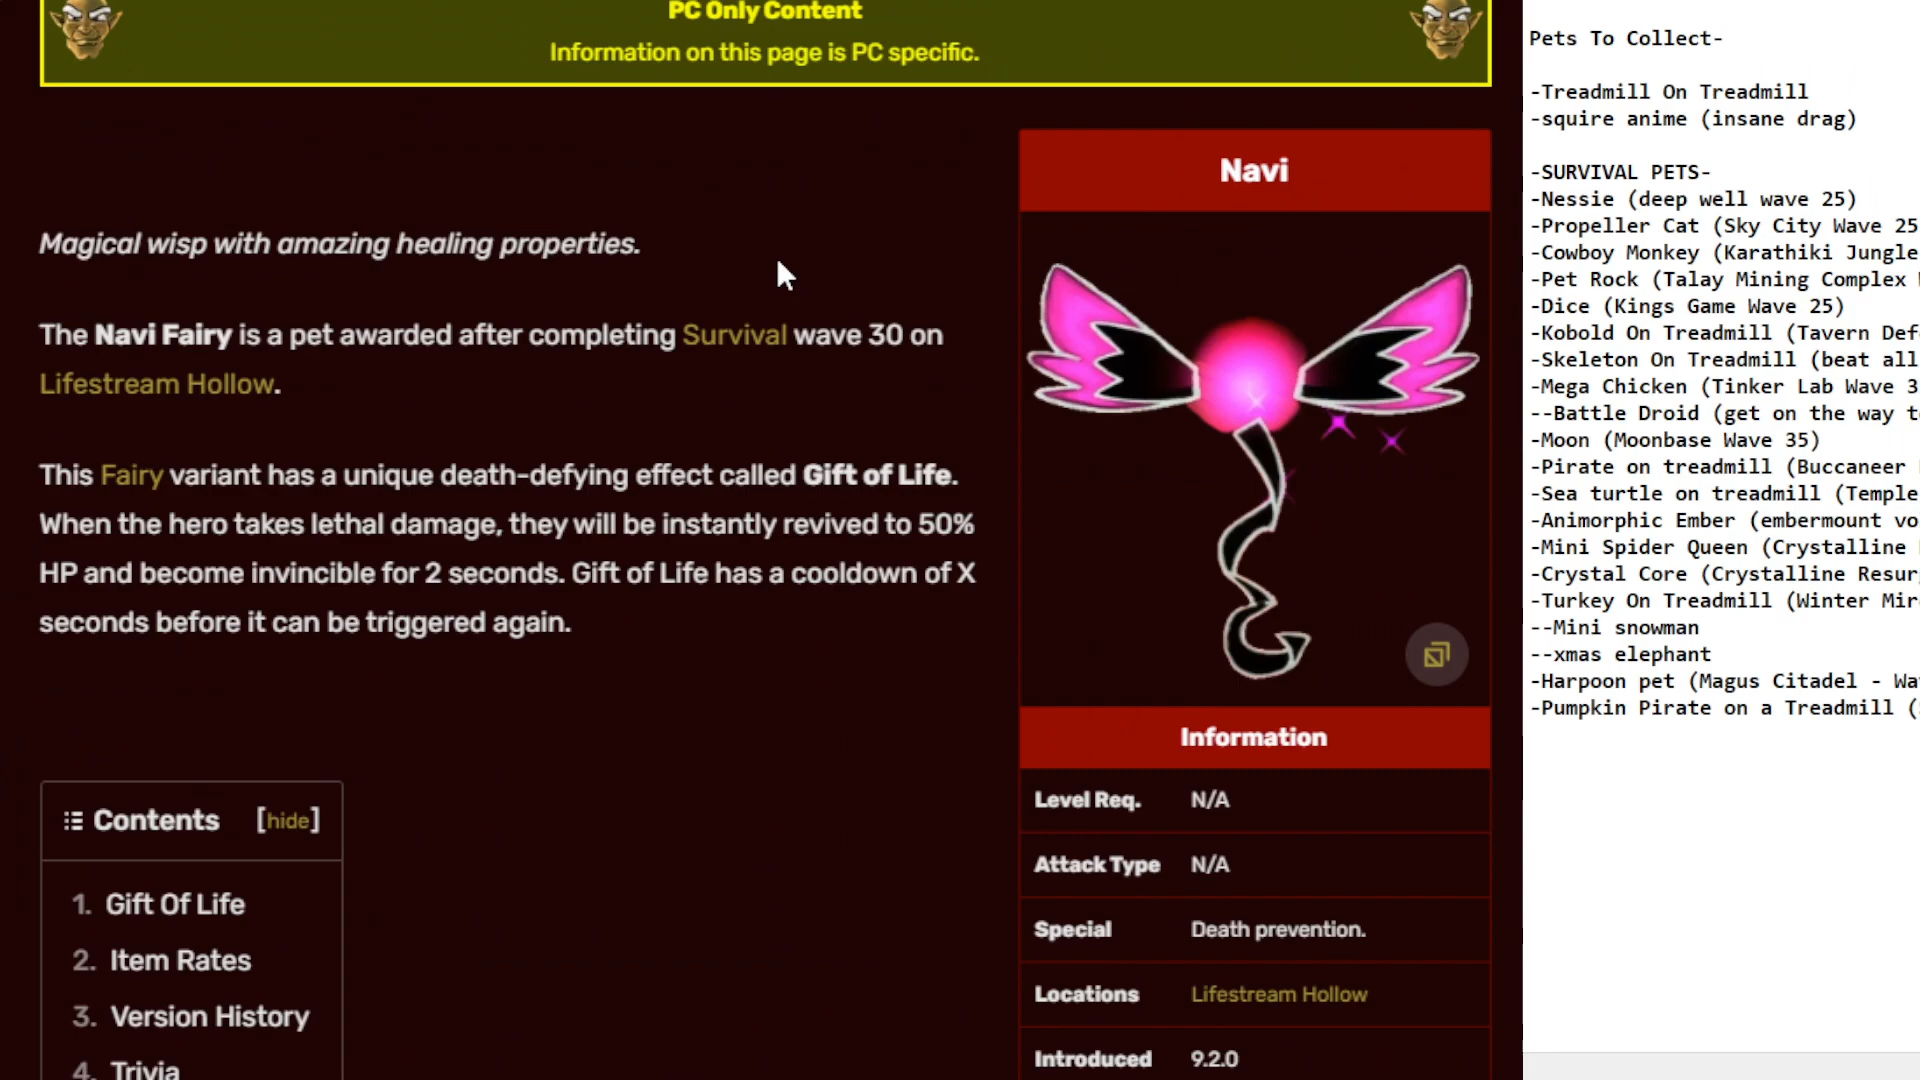 PC Only Content
Information on this page is PC specific.
Magical wisp with amazing healing properties.
The Navi Fairy is a pet awarded after completing Survival wave 30 on
Lifestream Hollow.
This Fairy variant has a unique death-defying effect called Gift of Life.
When the hero takes lethal damage, they will be instantly revived to 50%
HP and become invincible for 2 seconds. Gift of Life has a cooldown of X
seconds before it can be triggered again.
Contents [hide]
1. Gift Of Life
2. Item Rates
3. Version History
4. Trivia
Navi
Information
Level Req. N/A
Attack Type N/A
Special Death prevention.
Locations Lifestream Hollow
Introduced 9.2.0
Pets To Collect-
-Treadmill On Treadmill
-squire anime (insane drag)
-SURVIVAL PETS-
-Nessie (deep well wave 25)
-Propeller Cat (Sky City Wave 25
-Cowboy Monkey (Karathiki Jungle
-Pet Rock (Talay Mining Complex
-Dice (Kings Game Wave 25)
-Kobold On Treadmill (Tavern Def
-Skeleton On Treadmill (beat all
-Mega Chicken (Tinker Lab Wave 3
--Battle Droid (get on the way t
-Moon (Moonbase Wave 35)
-Pirate on treadmill (Buccaneer
-Sea turtle on treadmill (Temple
-Animorphic Ember (embermount vo
-Mini Spider Queen (Crystalline
-Crystal Core (Crystalline Resur
-Turkey On Treadmill (Winter Mir
--Mini snowman
--xmas elephant
-Harpoon pet (Magus Citadel - Wa
-Pumpkin Pirate on a Treadmill (